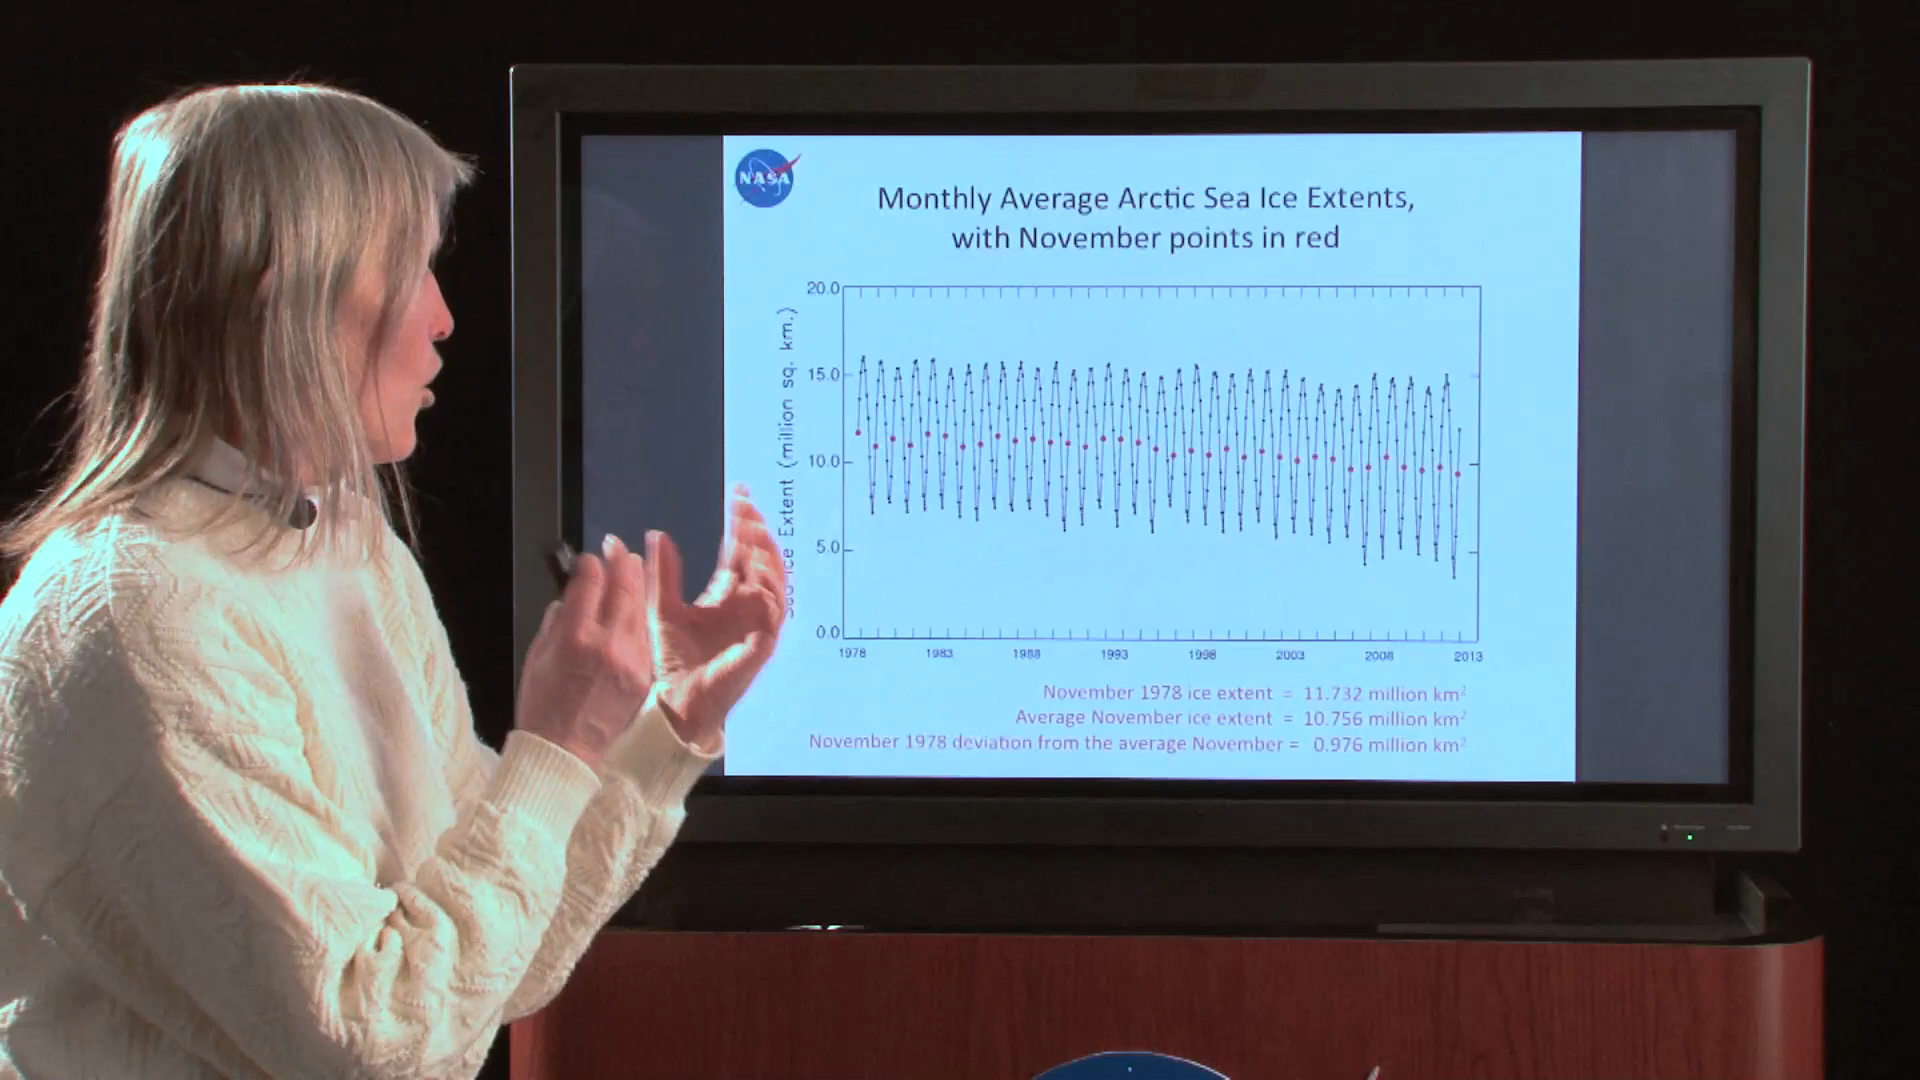 NASA
Monthly Average Arctic Sea Ice Extents,
with November points in red
Sea Ice Extent (million sq. km.)
20.0
15.0
10.0
5.0
0.0
1978 1983 1988 1993 1998 2003 2008 2013
November 1978 ice extent = 11.732 million km²
Average November ice extent = 10.756 million km²
November 1978 deviation from the average November = 0.976 million km²